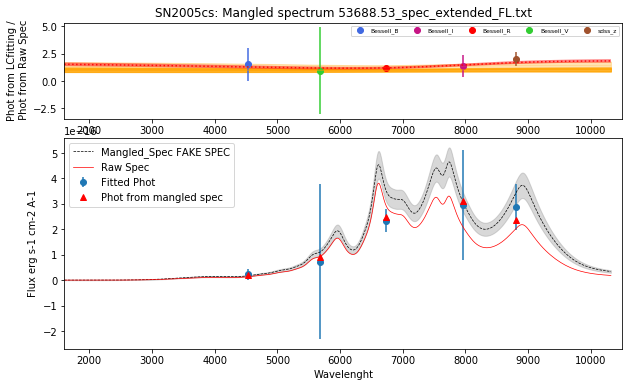 SN2005cs: Mangled spectrum 53688.53_spec_extended_FL.txt
Phot from LCfitting /
Phot from Raw Spec
5.0
2.5
0.0
−2.5
Bessell_B
Bessell_I
Bessell_R
Bessell_V
sdss_z
2000 3000 4000 5000 6000 7000 8000 9000 10000
1e−16
Flux erg s-1 cm-2 A-1
5
4
3
2
1
0
−1
−2
Mangled_Spec FAKE SPEC
Raw Spec
Fitted Phot
Phot from mangled spec
2000 3000 4000 5000 6000 7000 8000 9000 10000
Wavelenght